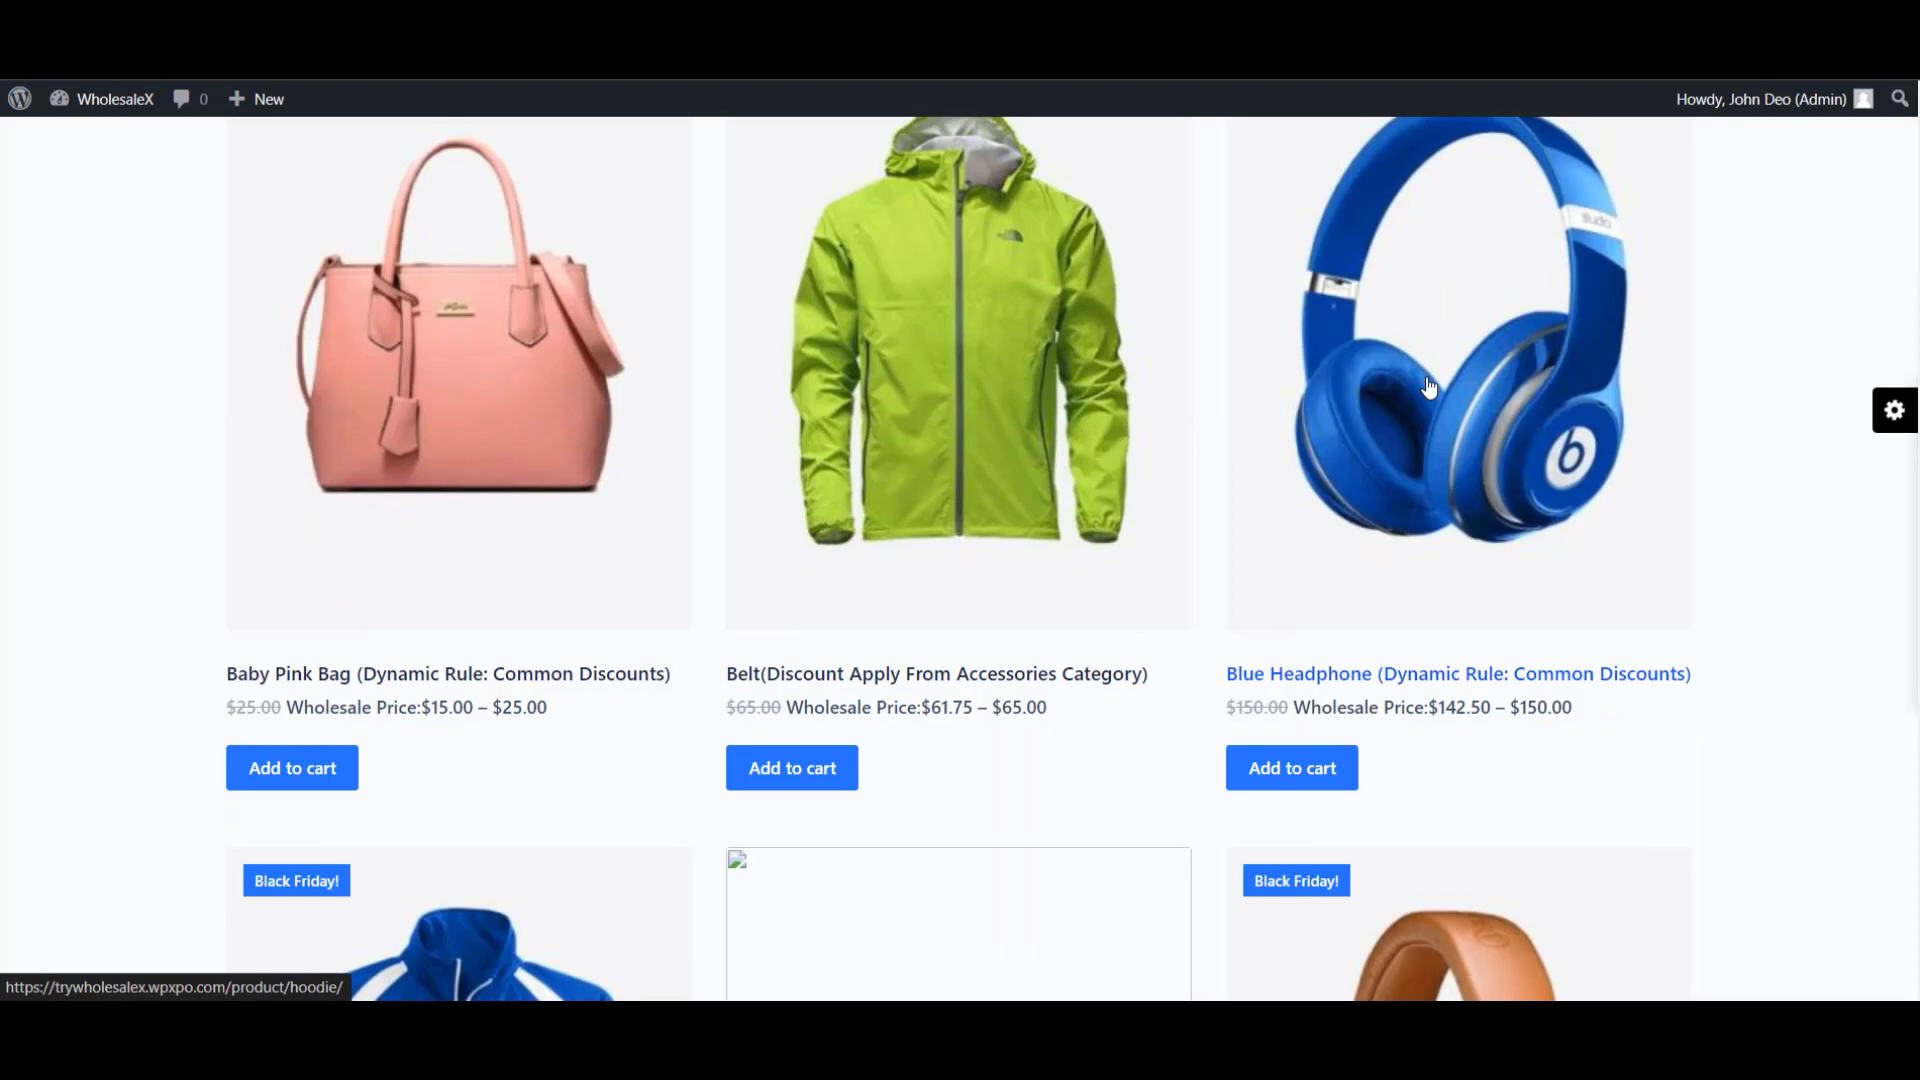 WholesaleX 0 New Howdy, John Deo (Admin)
studio
b
Baby Pink Bag (Dynamic Rule: Common Discounts) Belt(Discount Apply From Accessories Category) Blue Headphone (Dynamic Rule: Common Discounts)
$25.00 Wholesale Price:$15.00 – $25.00 $65.00 Wholesale Price:$61.75 – $65.00 $150.00 Wholesale Price:$142.50 – $150.00
Add to cart Add to cart Add to cart
Black Friday! Black Friday!
https://trywholesalex.wpxpo.com/product/hoodie/